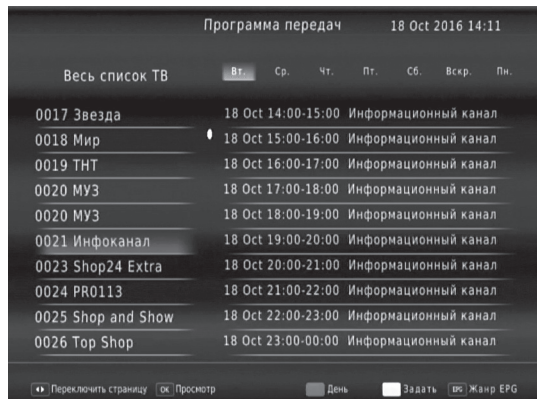 Программа передач 18 Oct 2016 14:11
Весь список ТВ Вт. Ср. Чт. Пт. Сб. Вскр. Пн.
0017 Звезда 18 Oct 14:00-15:00 Информационный канал
0018 Мир 18 Oct 15:00-16:00 Информационный канал
0019 ТНТ 18 Oct 16:00-17:00 Информационный канал
0020 МУЗ 18 Oct 17:00-18:00 Информационный канал
0020 МУЗ 18 Oct 18:00-19:00 Информационный канал
0021 Инфоканал 18 Oct 19:00-20:00 Информационный канал
0023 Shop24 Extra 18 Oct 20:00-21:00 Информационный канал
0024 PR0113 18 Oct 21:00-22:00 Информационный канал
0025 Shop and Show 18 Oct 22:00-23:00 Информационный канал
0026 Top Shop 18 Oct 23:00-00:00 Информационный канал
Переключить страницу OK Просмотр День Задать EPG Жанр EPG